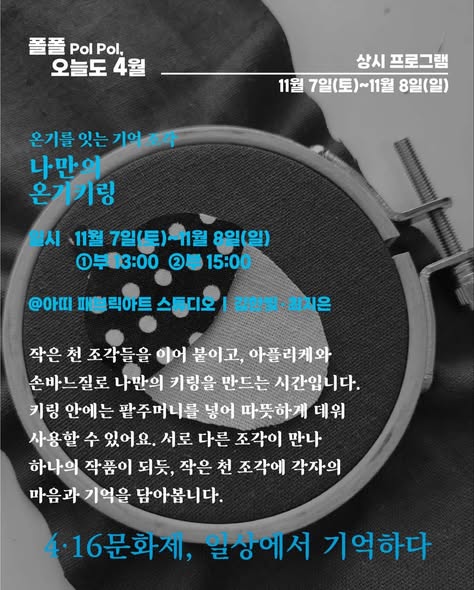 폴폴 Pol Pol,
오늘도 4월
상시 프로그램
11월 7일(토)~11월 8일(일)
온기를 잇는 기억 조각
나만의
온기키링
일시 11월 7일(토)~11월 8일(일)
①부 13:00 ②부 15:00
@아띠 패브릭아트 스튜디오 | 최지은
작은 천 조각들을 이어 붙이고, 아플리케와
손바느질로 나만의 키링을 만드는 시간입니다.
키링 안에는 팥주머니를 넣어 따뜻하게 데워
사용할 수 있어요. 서로 다른 조각이 만나
하나의 작품이 되듯, 작은 천 조각에 각자의
마음과 기억을 담아봅니다.
4·16문화제, 일상에서 기억하다